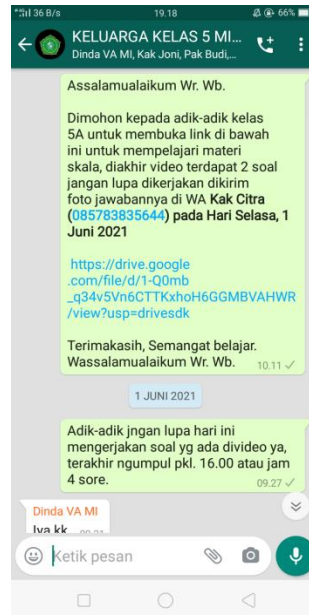 36 B/s 19.18 66%
KELUARGA KELAS 5 MI...
Dinda VA MI, Kak Joni, Pak Budi,...
Assalamualaikum Wr. Wb.
Dimohon kepada adik-adik kelas
5A untuk membuka link di bawah
ini untuk mempelajari materi
skala, diakhir video terdapat 2 soal
jangan lupa dikerjakan dikirim
foto jawabannya di WA Kak Citra
(085783835644) pada Hari Selasa, 1
Juni 2021
https://drive.google
.com/file/d/1-Q0mb
_q34v5Vn6CTTKxhoH6GGMBVAHWR
/view?usp=drivesdk
Terimakasih, Semangat belajar.
Wassalamualaikum Wr. Wb. 10.11
1 JUNI 2021
Adik-adik jngan lupa hari ini
mengerjakan soal yg ada divideo ya,
terakhir ngumpul pkl. 16.00 atau jam
4 sore. 09.27
Dinda VA MI
Iya kk
Ketik pesan